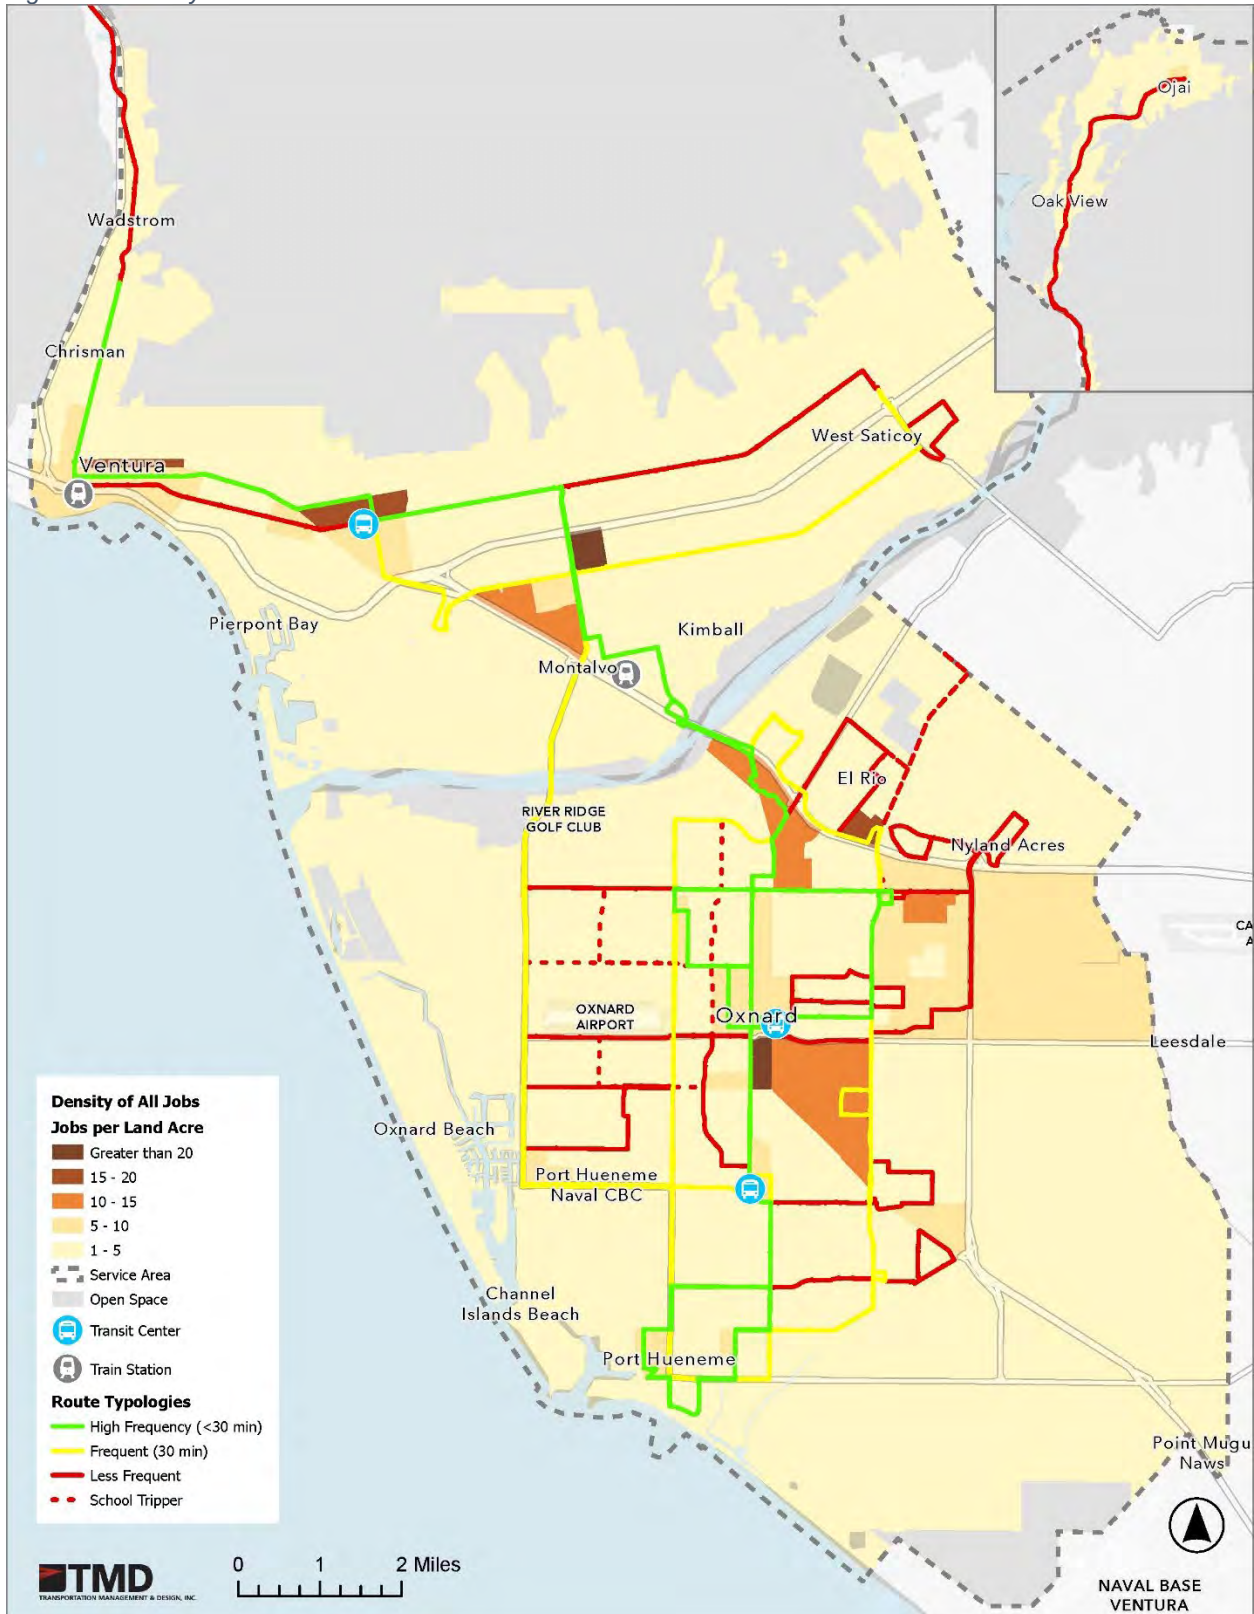 Ojai
Oak View
Wadstrom
Chrisman
Ventura
West Saticoy
Pierpont Bay
Kimball
Montalvo
El Rio
RIVER RIDGE
GOLF CLUB
Nyland Acres
CA
A
OXNARD
AIRPORT
Oxnard
Leesdale
Oxnard Beach
Port Hueneme
Naval CBC
Channel
Islands Beach
Port Hueneme
Point Mugu
Naws
NAVAL BASE
VENTURA
Density of All Jobs
Jobs per Land Acre
Greater than 20
15 - 20
10 - 15
5 - 10
1 - 5
Service Area
Open Space
Transit Center
Train Station
Route Typologies
High Frequency (<30 min)
Frequent (30 min)
Less Frequent
School Tripper
TMD
TRANSPORTATION MANAGEMENT & DESIGN, INC.
0 1 2 Miles